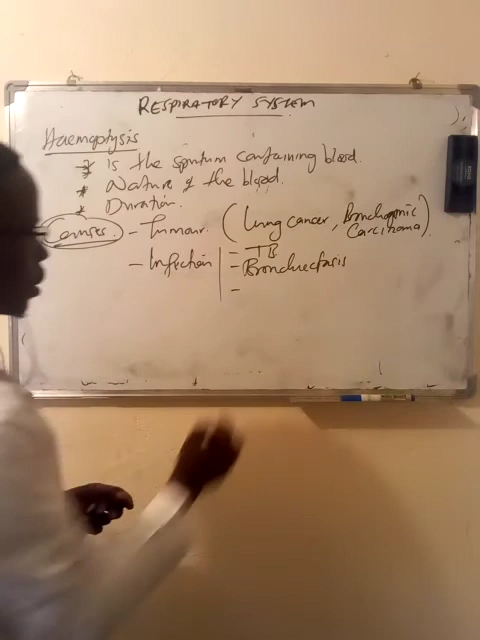 RESPIRATORY SYSTEM
Haemoptysis
* is the sputum containing blood.
* Nature of the blood.
* Duration.
Causes. - Tumour. (lung cancer, Bronchogenic Carcinoma).
- Infection | - TB
- Bronchiectasis
-